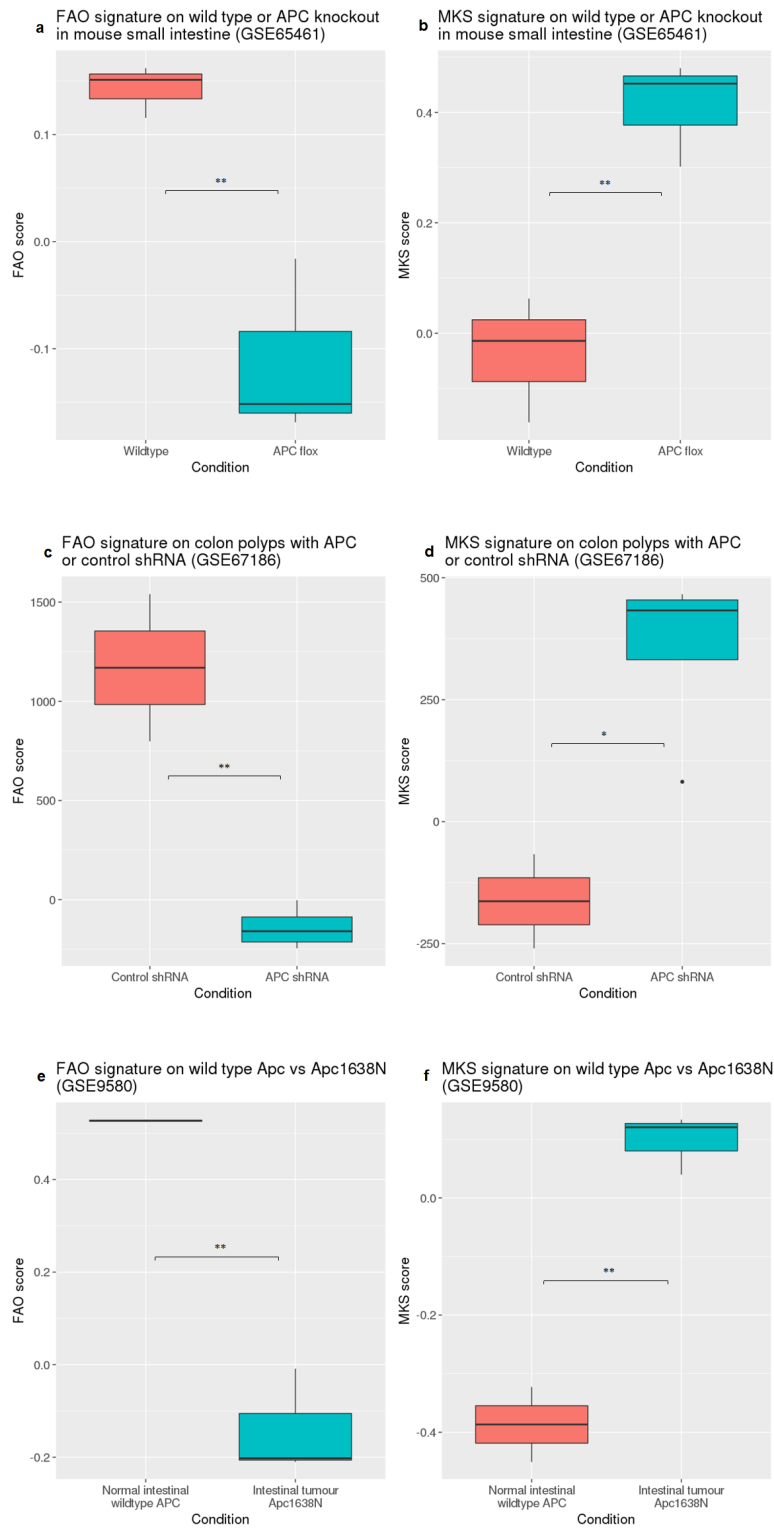 a
FAO signature on wild type or APC knockout
in mouse small intestine (GSE65461)
FAO score
0.1
0.0
-0.1
**
Wildtype
APC flox
Condition
b
MKS signature on wild type or APC knockout
in mouse small intestine (GSE65461)
MKS score
0.4
0.2
0.0
**
Wildtype
APC flox
Condition
c
FAO signature on colon polyps with APC
or control shRNA (GSE67186)
FAO score
1500
1000
500
0
**
Control shRNA
APC shRNA
Condition
d
MKS signature on colon polyps with APC
or control shRNA (GSE67186)
MKS score
500
250
0
-250
*
Control shRNA
APC shRNA
Condition
e
FAO signature on wild type Apc vs Apc1638N
(GSE9580)
FAO score
0.4
0.2
0.0
-0.2
**
Normal intestinal
wildtype APC
Intestinal tumour
Apc1638N
Condition
f
MKS signature on wild type Apc vs Apc1638N
(GSE9580)
MKS score
0.0
-0.2
-0.4
**
Normal intestinal
wildtype APC
Intestinal tumour
Apc1638N
Condition